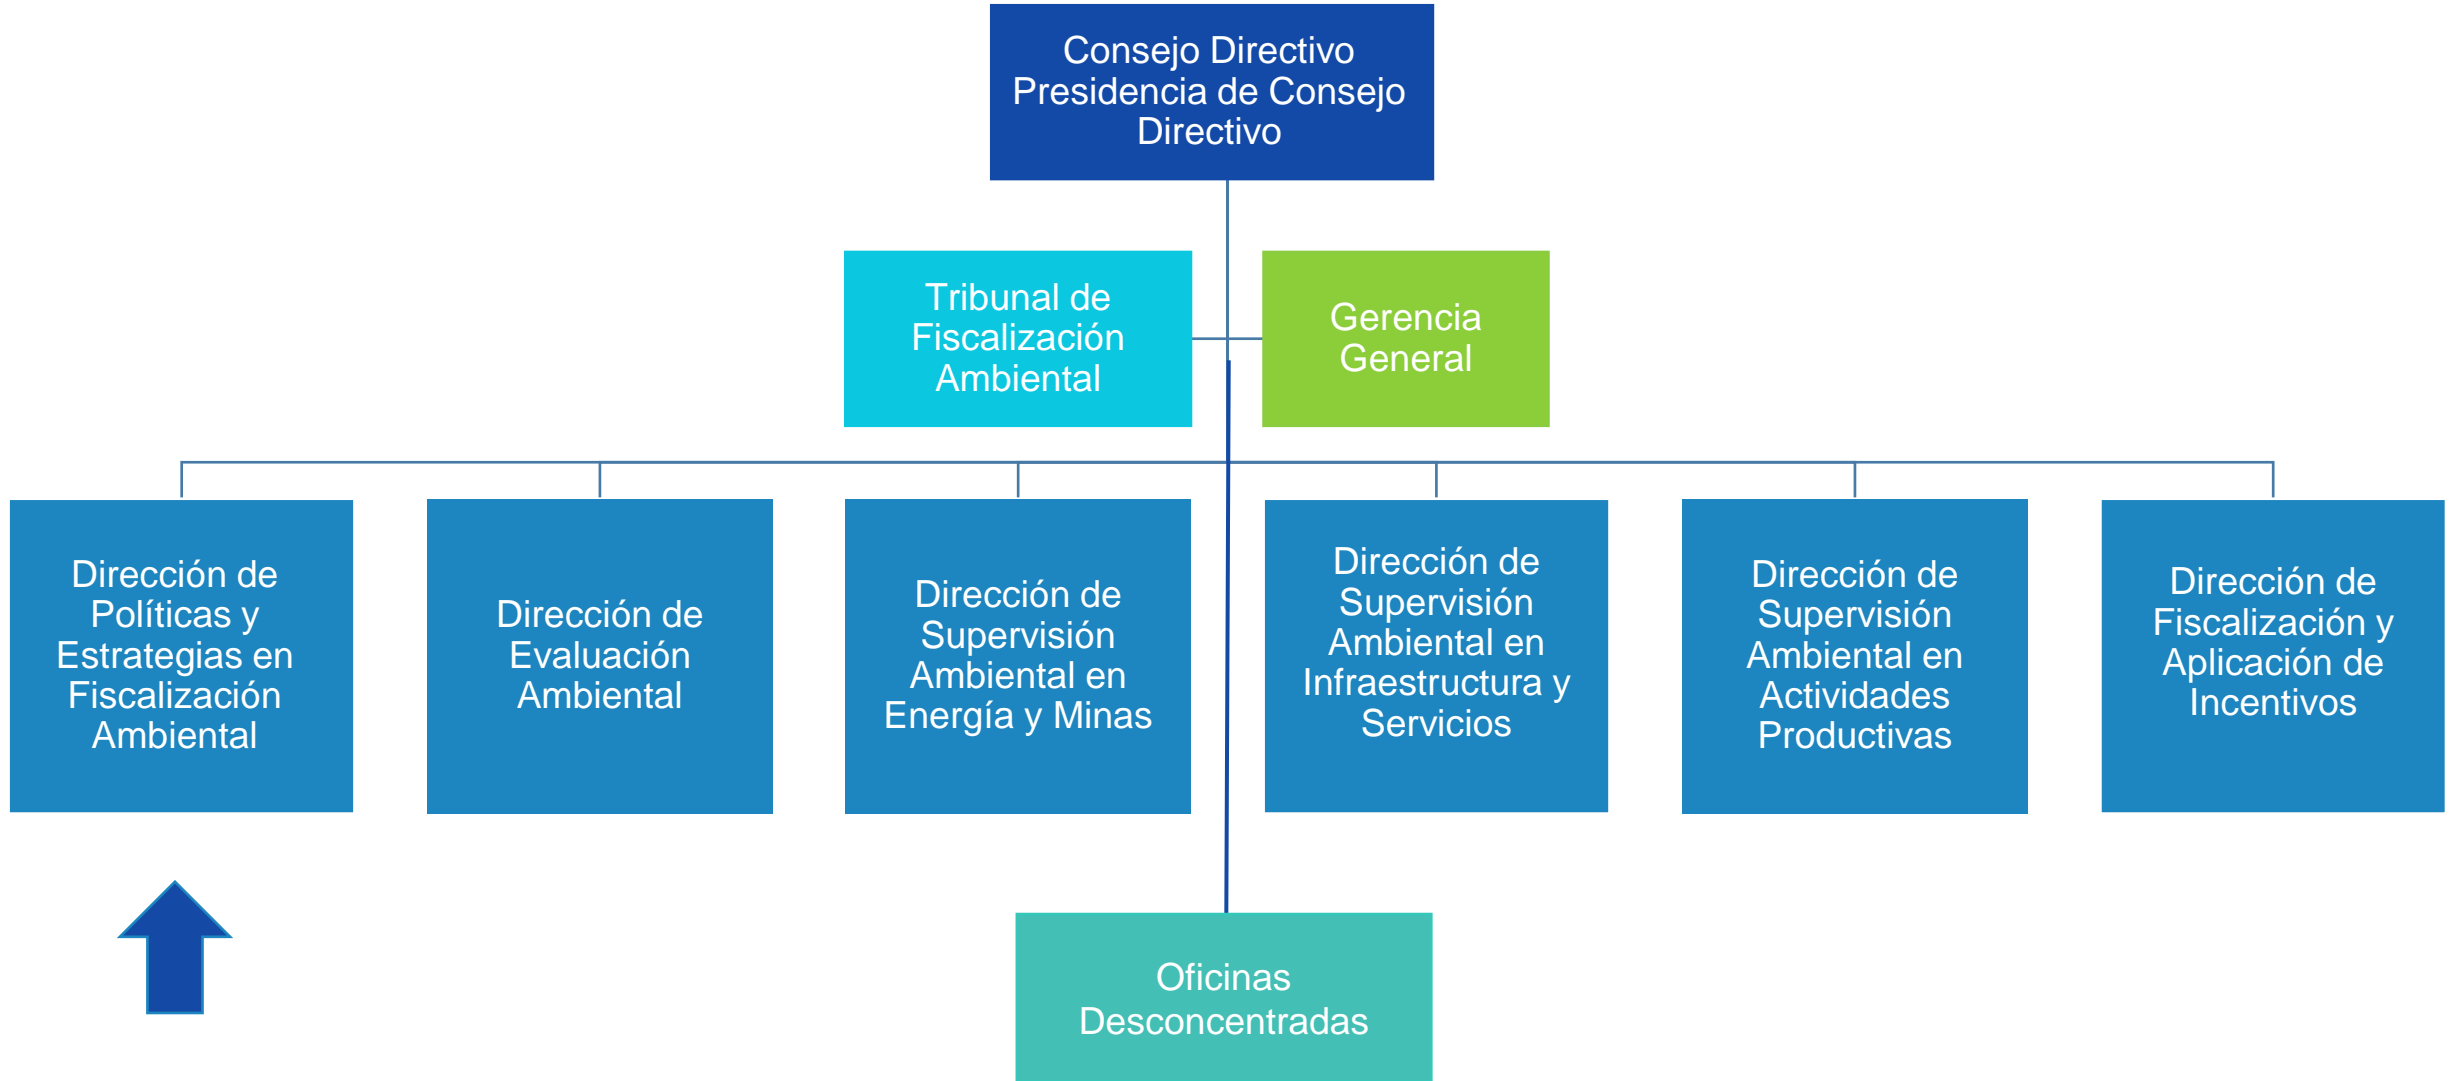 Consejo Directivo
Presidencia de Consejo
Directivo
Tribunal de
Fiscalización
Ambiental
Gerencia
General
Dirección de
Políticas y
Estrategias en
Fiscalización
Ambiental
Dirección de
Evaluación
Ambiental
Dirección de
Supervisión
Ambiental en
Energía y Minas
Dirección de
Supervisión
Ambiental en
Infraestructura y
Servicios
Dirección de
Supervisión
Ambiental en
Actividades
Productivas
Dirección de
Fiscalización y
Aplicación de
Incentivos
Oficinas
Desconcentradas